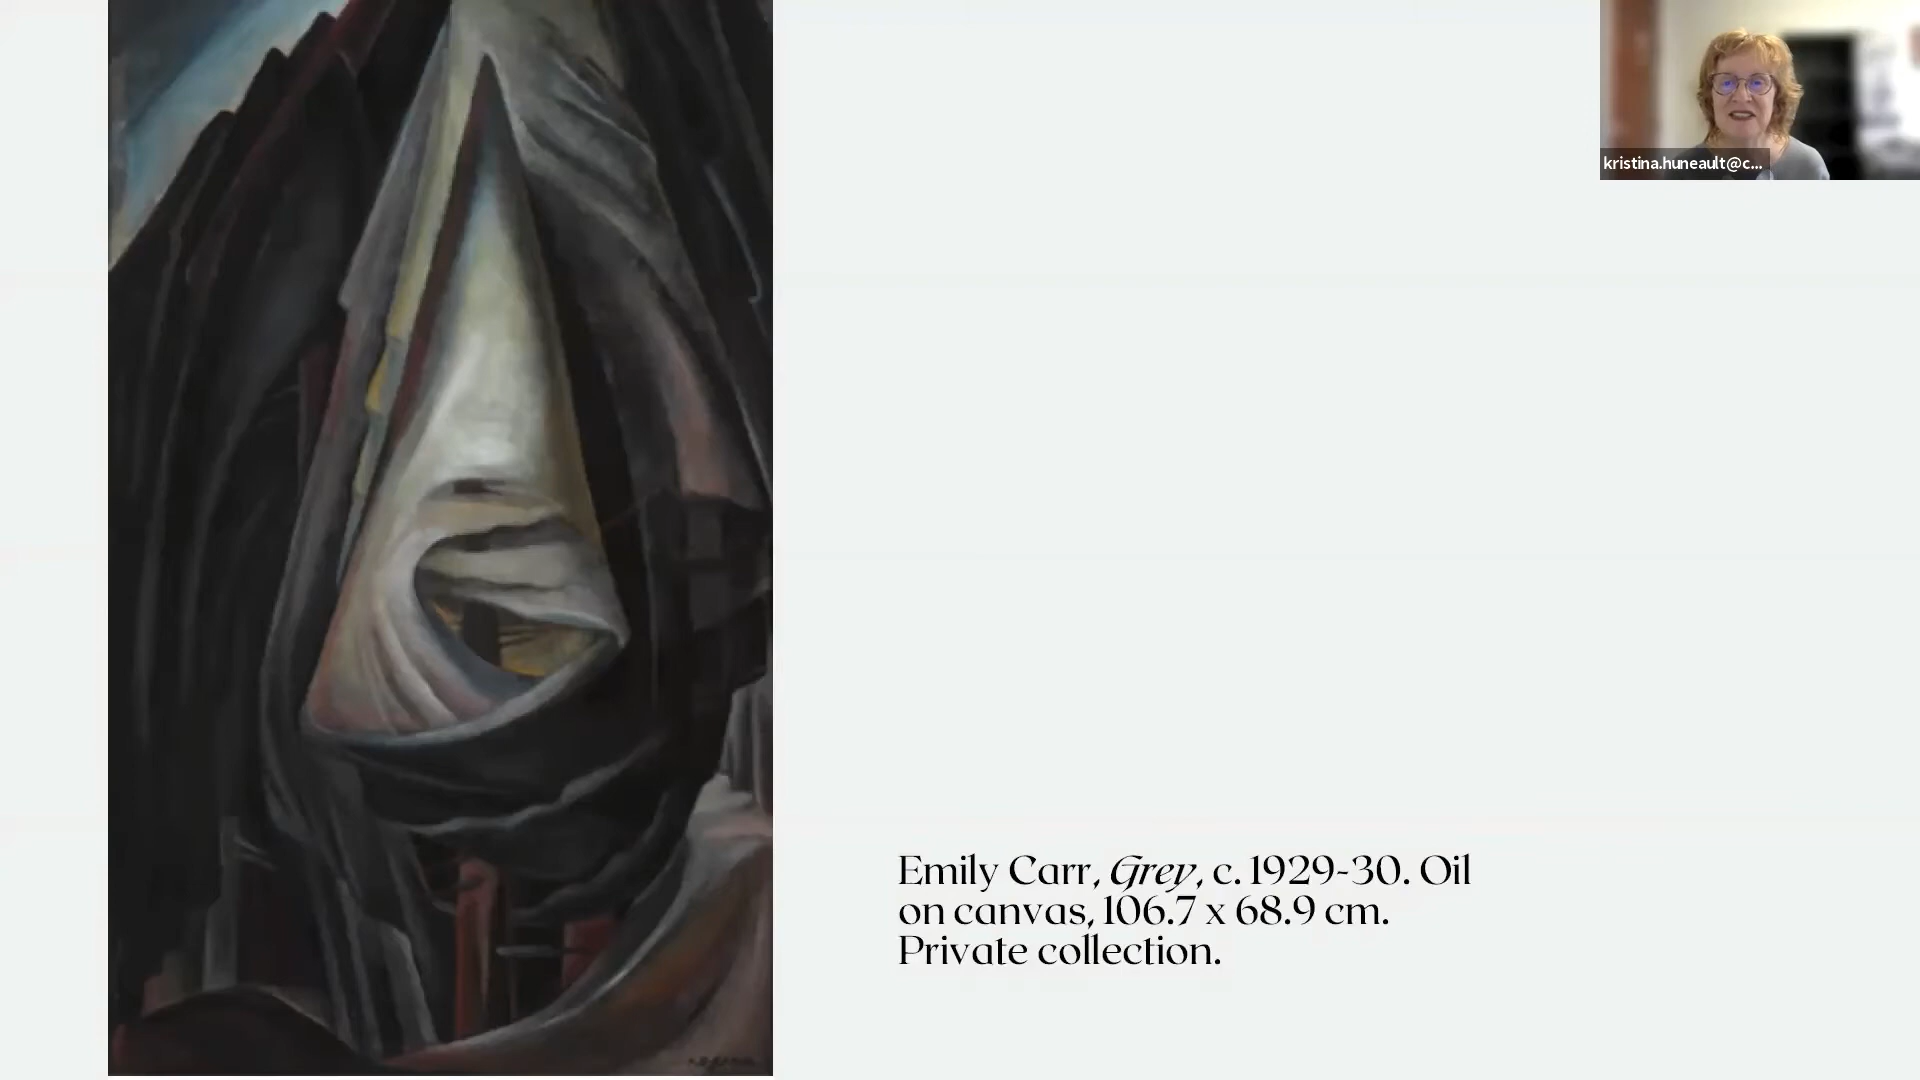 kristina.huneault@c...
Emily Carr, Grey, c. 1929-30. Oil
on canvas, 106.7 x 68.9 cm.
Private collection.